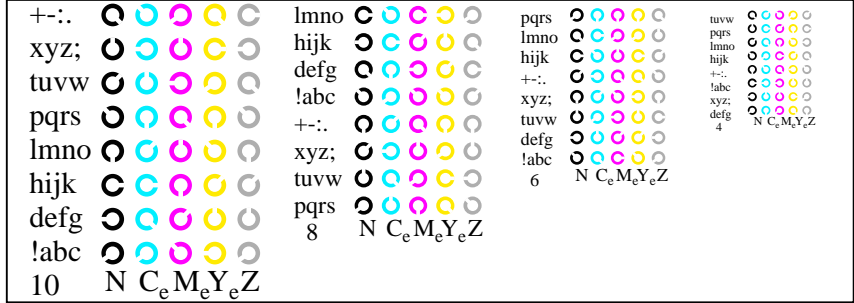 +-:.
xyz;
tuvw
pqrs
lmno
hijk
defg
!abc
10 N CeMeYeZ
lmno
hijk
defg
!abc
+-:.
xyz;
tuvw
pqrs
8 N CeMeYeZ
pqrs
lmno
hijk
+-:.
xyz;
tuvw
defg
!abc
6 N CeMeYeZ
tuvw
pqrs
lmno
hijk
+-:.
!abc
xyz;
defg
4 N CeMeYeZ